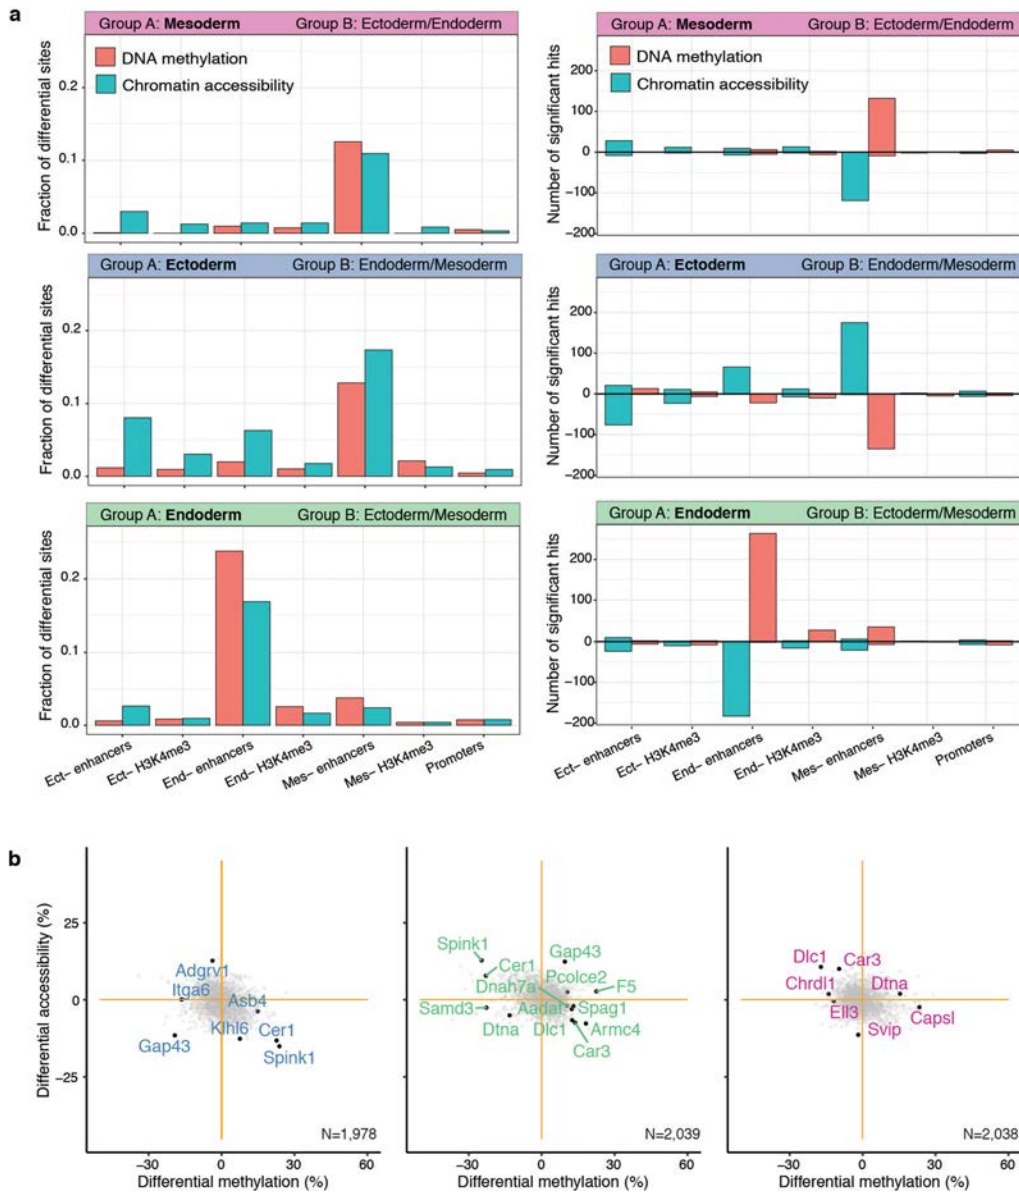 a
Group A: Mesoderm Group B: Ectoderm/Endoderm
DNA methylation
Chromatin accessibility
Fraction of differential sites
0.2
0.1
0.0
Group A: Mesoderm Group B: Ectoderm/Endoderm
DNA methylation
Chromatin accessibility
Number of significant hits
200
100
0
−100
−200
Group A: Ectoderm Group B: Endoderm/Mesoderm
Fraction of differential sites
0.2
0.1
0.0
Group A: Ectoderm Group B: Endoderm/Mesoderm
Number of significant hits
200
100
0
−100
−200
Group A: Endoderm Group B: Ectoderm/Mesoderm
Fraction of differential sites
0.2
0.1
0.0
Ect− enhancers
Ect− H3K4me3
End− enhancers
End− H3K4me3
Mes− enhancers
Mes− H3K4me3
Promoters
Group A: Endoderm Group B: Ectoderm/Mesoderm
Number of significant hits
200
100
0
−100
−200
Ect− enhancers
Ect− H3K4me3
End− enhancers
End− H3K4me3
Mes− enhancers
Mes− H3K4me3
Promoters
b
Differential accessibility (%)
25
0
−25
Adgrv1
Itga6
Asb4
Klhl6
Cer1
Gap43
Spink1
N=1,978
−30 0 30 60
Differential methylation (%)
Spink1
Gap43
Cer1
Pcolce2
Dnah7a
F5
Samd3
Aadat
Spag1
Dtna
Dlc1
Armc4
Car3
N=2,039
−30 0 30 60
Differential methylation (%)
Dlc1
Car3
Chrdl1
Dtna
Ell3
Capsl
Svip
N=2,038
−30 0 30 60
Differential methylation (%)